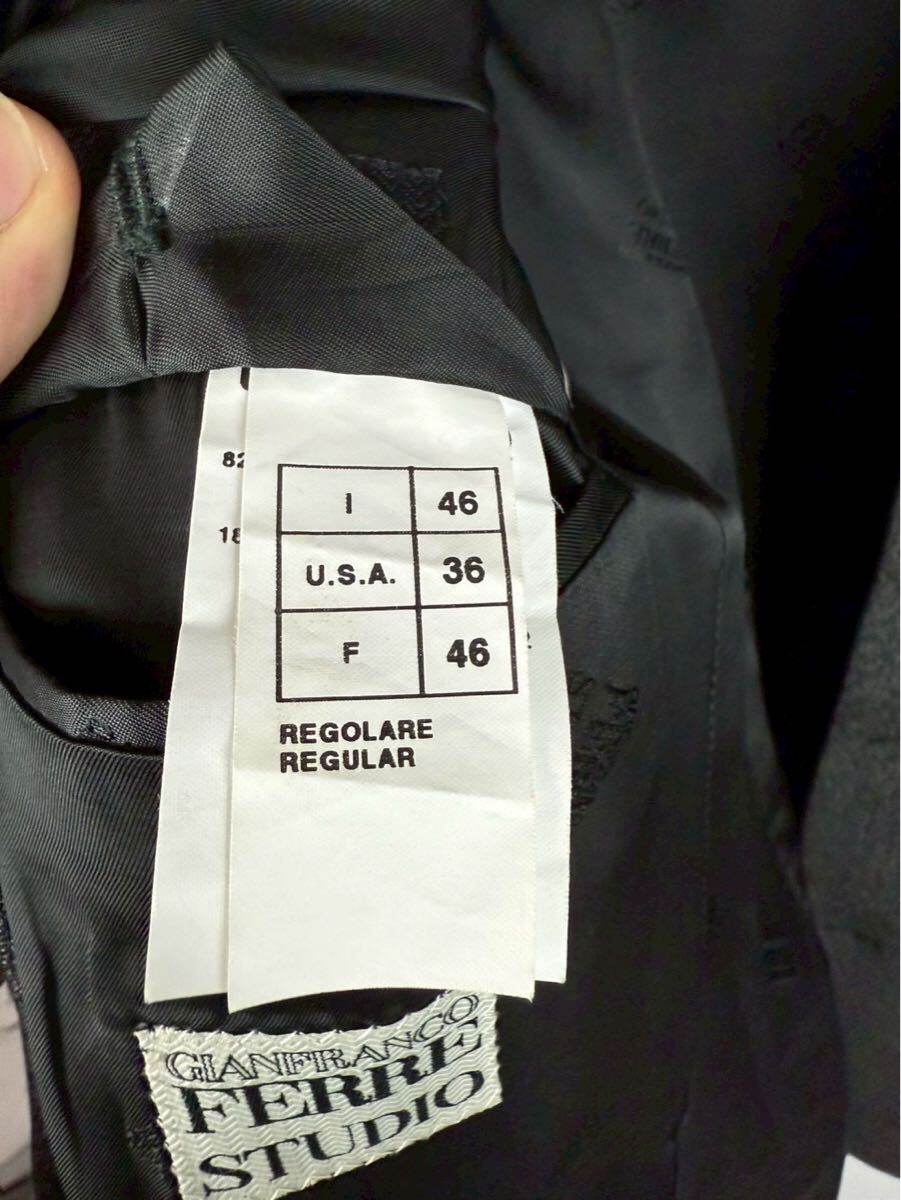 82
18
I 46
U.S.A. 36
F 46
REGOLARE
REGULAR
GIANFRANCO
FERRE
STUDIO